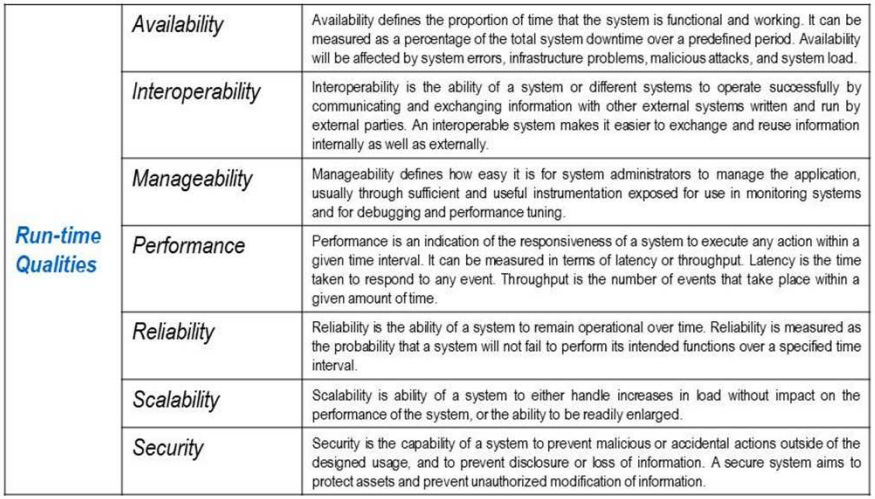 Availability
Availability defines the proportion of time that the system is functional and working. It can be
measured as a percentage of the total system downtime over a predefined period. Availability
will be affected by system errors, infrastructure problems, malicious attacks, and system load.
Interoperability
Interoperability is the ability of a system or different systems to operate successfully by
communicating and exchanging information with other external systems written and run by
external parties. An interoperable system makes it easier to exchange and reuse information
internally as well as externally.
Manageability
Manageability defines how easy it is for system administrators to manage the application,
usually through sufficient and useful instrumentation exposed for use in monitoring systems
and for debugging and performance tuning.
Run-time
Qualities
Performance
Performance is an indication of the responsiveness of a system to execute any action within a
given time interval. It can be measured in terms of latency or throughput. Latency is the time
taken to respond to any event. Throughput is the number of events that take place within a
given amount of time.
Reliability
Reliability is the ability of a system to remain operational over time. Reliability is measured as
the probability that a system will not fail to perform its intended functions over a specified time
interval.
Scalability
Scalability is ability of a system to either handle increases in load without impact on the
performance of the system, or the ability to be readily enlarged.
Security
Security is the capability of a system to prevent malicious or accidental actions outside of the
designed usage, and to prevent disclosure or loss of information. A secure system aims to
protect assets and prevent unauthorized modification of information.